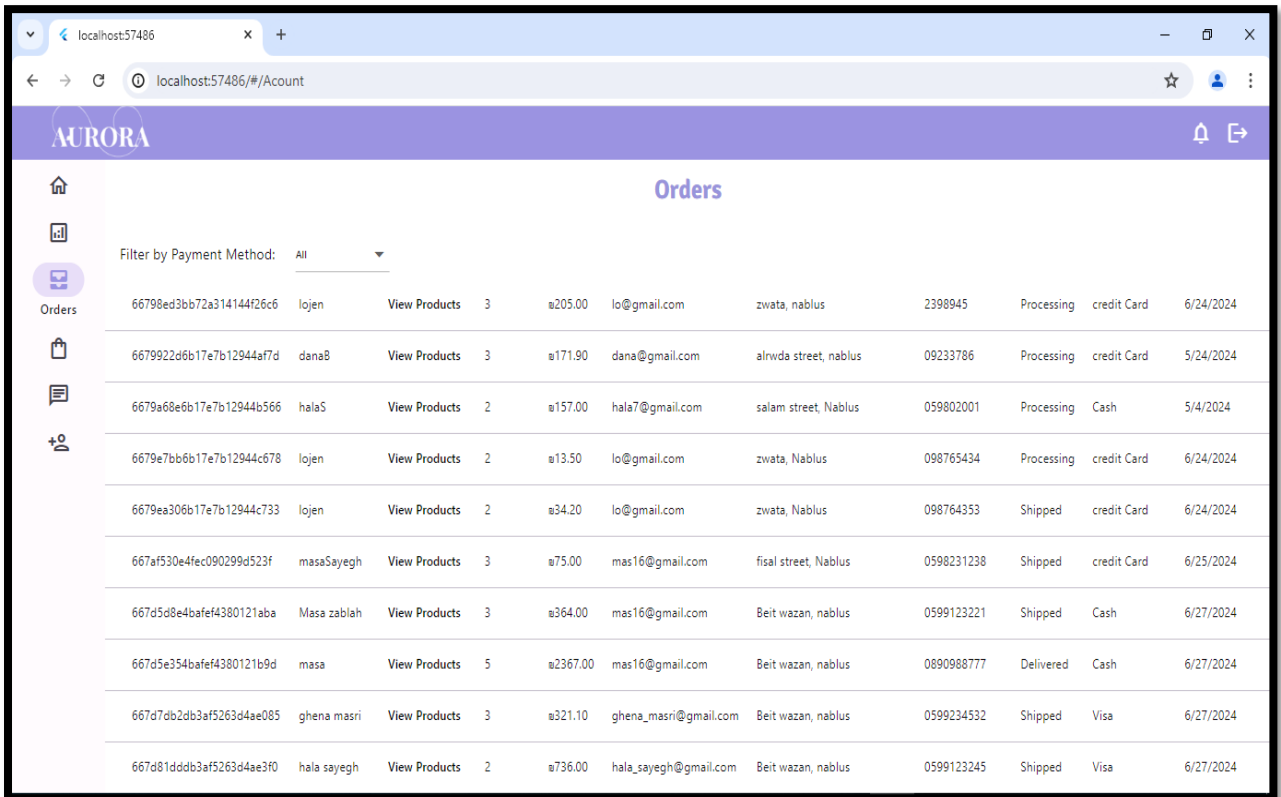 localhost:57486
localhost:57486/#/Acount
AURORA
Orders
Filter by Payment Method: All
Orders
66798ed3bb72a314144f26c6 lojen View Products 3 ₪205.00 lo@gmail.com zwata, nablus 2398945 Processing credit Card 6/24/2024
6679922d6b17e7b12944af7d danaB View Products 3 ₪171.90 dana@gmail.com alrwda street, nablus 09233786 Processing credit Card 5/24/2024
6679a68e6b17e7b12944b566 halaS View Products 2 ₪157.00 hala7@gmail.com salam street, Nablus 059802001 Processing Cash 5/4/2024
6679e7bb6b17e7b12944c678 lojen View Products 2 ₪13.50 lo@gmail.com zwata, Nablus 098765434 Processing credit Card 6/24/2024
6679ea306b17e7b12944c733 lojen View Products 2 ₪34.20 lo@gmail.com zwata, Nablus 098764353 Shipped credit Card 6/24/2024
667af530e4fec090299d523f masaSayegh View Products 3 ₪75.00 mas16@gmail.com fisal street, Nablus 0598231238 Shipped credit Card 6/25/2024
667d5d8e4bafef4380121aba Masa zablah View Products 3 ₪364.00 mas16@gmail.com Beit wazan, nablus 0599123221 Shipped Cash 6/27/2024
667d5e354bafef4380121b9d masa View Products 5 ₪2367.00 mas16@gmail.com Beit wazan, nablus 0890988777 Delivered Cash 6/27/2024
667d7db2db3af5263d4ae085 ghena masri View Products 3 ₪321.10 ghena_masri@gmail.com Beit wazan, nablus 0599234532 Shipped Visa 6/27/2024
667d81dddb3af5263d4ae3f0 hala sayegh View Products 2 ₪736.00 hala_sayegh@gmail.com Beit wazan, nablus 0599123245 Shipped Visa 6/27/2024